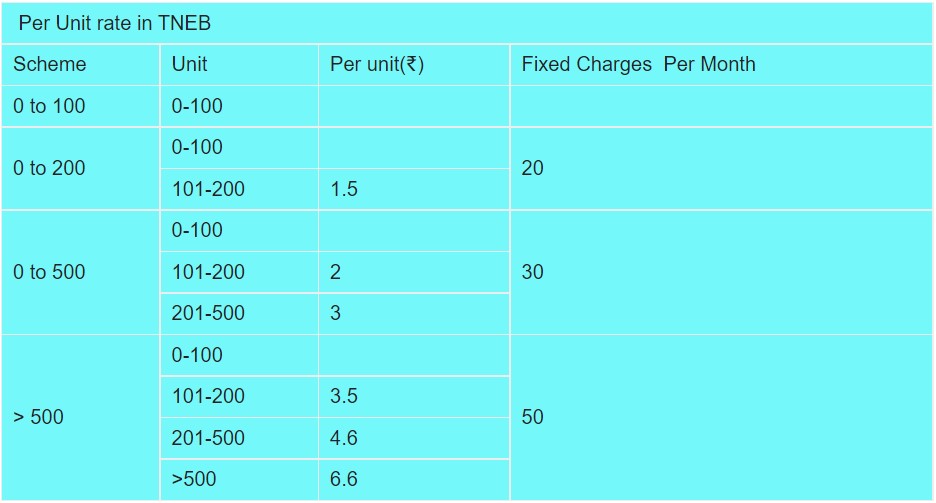 Per Unit rate in TNEB
Scheme Unit Per unit(₹) Fixed Charges Per Month
0 to 100 0-100
0 to 200 0-100 20
101-200 1.5
0 to 500 0-100 30
101-200 2
201-500 3
> 500 0-100 50
101-200 3.5
201-500 4.6
>500 6.6